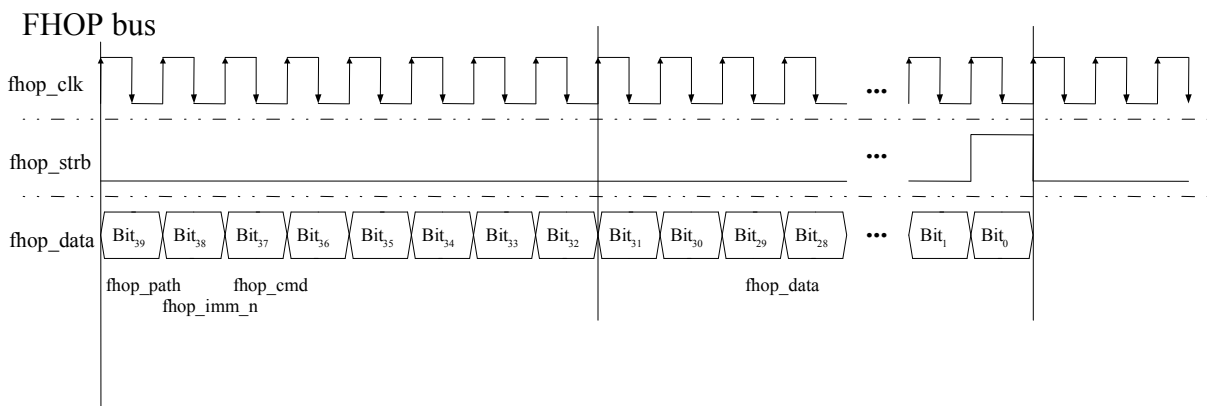 FHOP bus
fhop_clk •••
fhop_strb •••
fhop_data Bit39 Bit38 Bit37 Bit36 Bit35 Bit34 Bit33 Bit32 Bit31 Bit30 Bit29 Bit28 ••• Bit1 Bit0
fhop_path fhop_cmd fhop_data
fhop_imm_n